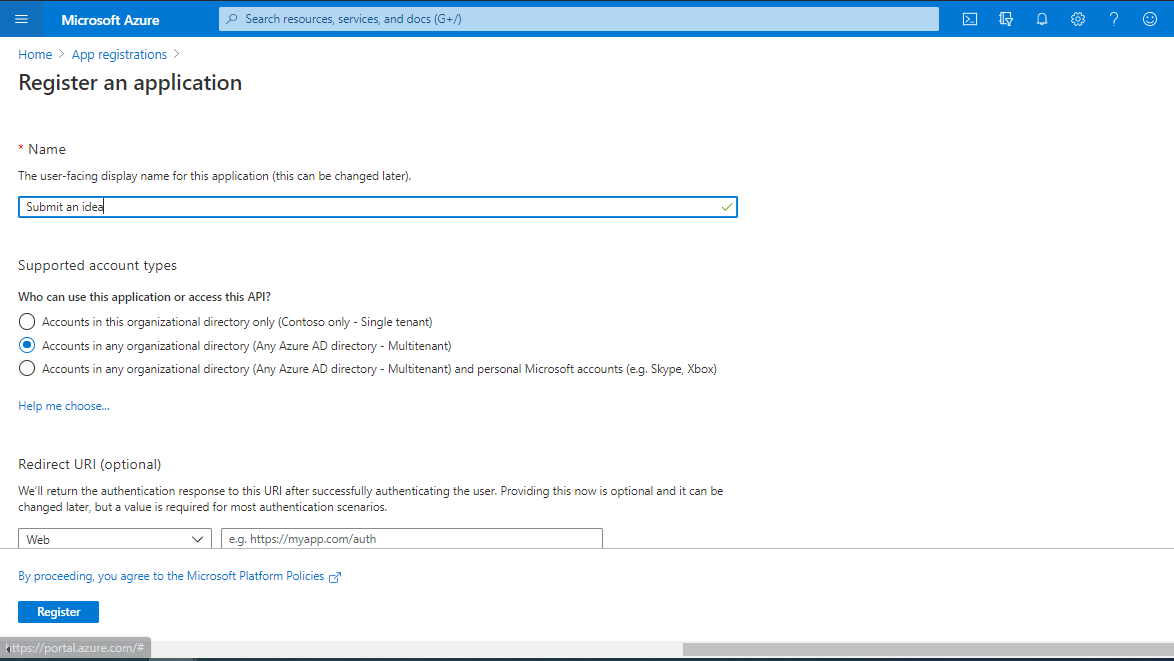 Microsoft Azure
Search resources, services, and docs (G+/)
Home > App registrations >
Register an application
* Name
The user-facing display name for this application (this can be changed later).
Submit an idea
Supported account types
Who can use this application or access this API?
Accounts in this organizational directory only (Contoso only - Single tenant)
Accounts in any organizational directory (Any Azure AD directory - Multitenant)
Accounts in any organizational directory (Any Azure AD directory - Multitenant) and personal Microsoft accounts (e.g. Skype, Xbox)
Help me choose...
Redirect URI (optional)
We'll return the authentication response to this URI after successfully authenticating the user. Providing this now is optional and it can be
changed later, but a value is required for most authentication scenarios.
Web
e.g. https://myapp.com/auth
By proceeding, you agree to the Microsoft Platform Policies
Register
https://portal.azure.com/#